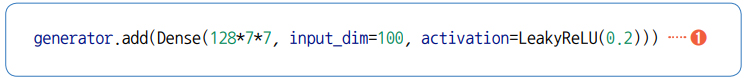 generator.add(Dense(128*7*7, input_dim=100, activation=LeakyReLU(0.2))) ····· ❶